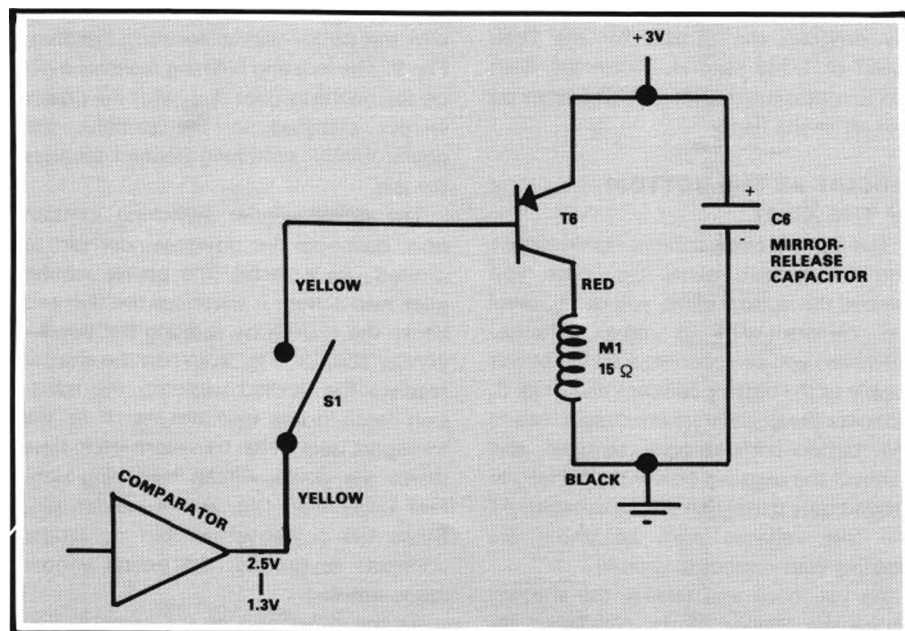 +3V
T6
+
C6
MIRROR-
RELEASE
CAPACITOR
YELLOW
RED
M1
15 Ω
S1
YELLOW
BLACK
COMPARATOR
2.5V
1.3V